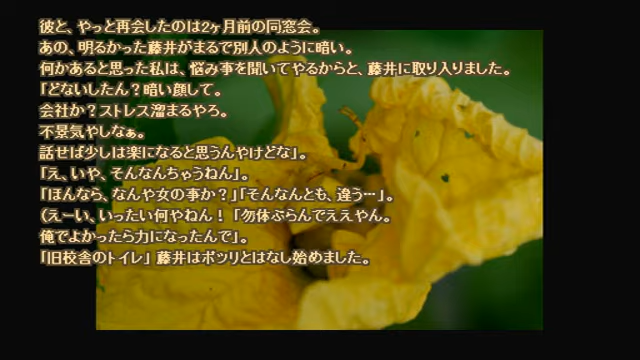 彼と、やっと再会したのは2ヶ月前の同窓会。
あの、明るかった藤井がまるで別人のように暗い。
何かあると思った私は、悩み事を聞いてやるからと、藤井に取り入りました。
「どないしたん？暗い顔して。
会社か？ストレス溜まるやろ。
不景気やしなぁ。
話せば少しは楽になると思うんやけどな」。
「え、いや、そんなんちゃうねん」。
「ほんなら、なんや女の事か？」「そんなんとも、違う…」。
（えーい、いったい何やねん！「勿体ぶらんでええやん。
俺でよかったら力になったんで」。
「旧校舎のトイレ」 藤井はポツリとはなし始めました。